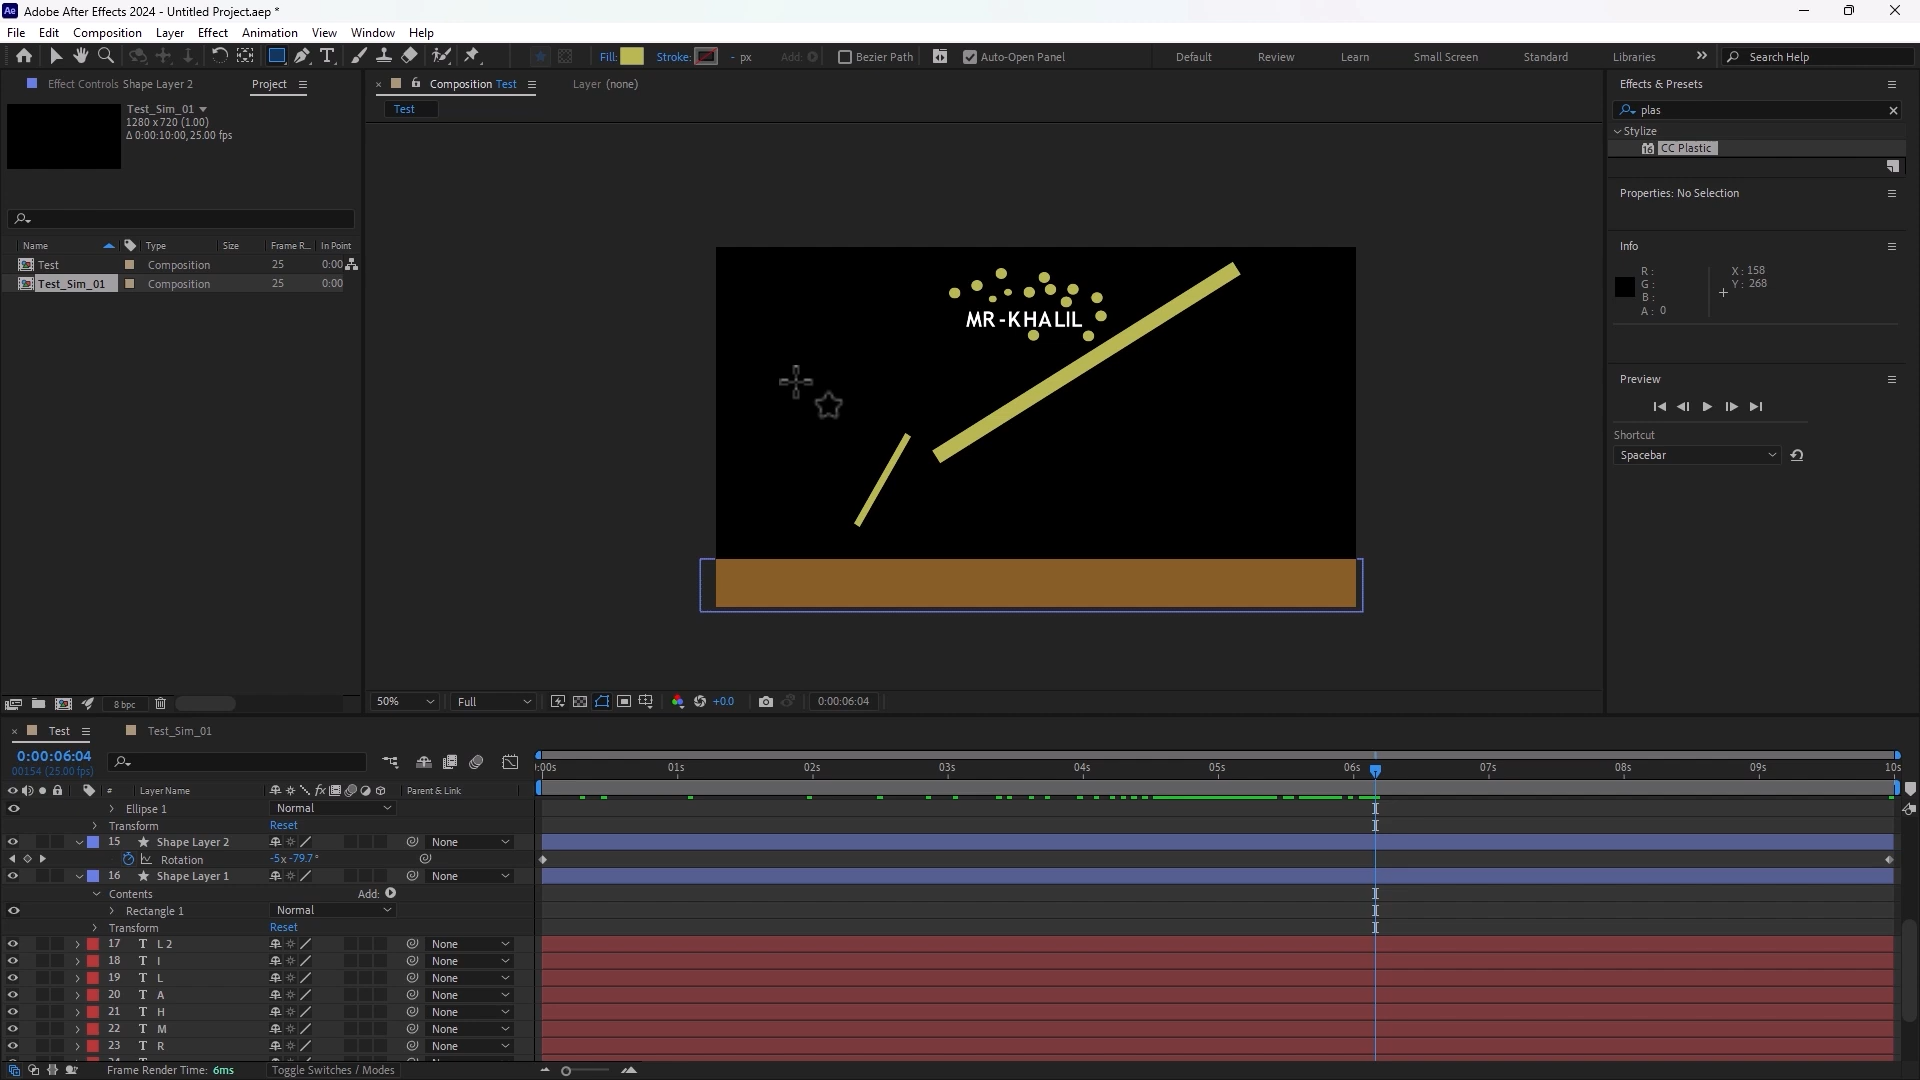 Adobe After Effects 2024 - Untitled Project.aep *
File Edit Composition Layer Effect Animation View Window Help
Fill: Stroke: - px Add: Bezier Path Auto-Open Panel Default Review Learn Small Screen Standard Libraries Search Help
Effect Controls Shape Layer 2 Project
Test_Sim_01
1280 x 720 (1.00)
Δ 0:00:10:00, 25.00 fps
Name Type Size Frame R... In Point
Test Composition 25 0:00
Test_Sim_01 Composition 25 0:00
8 bpc
Composition Test Layer (none)
Test
MR-KHALIL
50% Full +0.0 0:00:06:04
Effects & Presets
plas
Stylize
16 CC Plastic
Properties: No Selection
Info
R: X: 158
G: Y: 268
B:
A: 0
Preview
Shortcut
Spacebar
Test Test_Sim_01
0:00:06:04
00154 (25.00 fps)
:00s 01s 02s 03s 04s 05s 06s 07s 08s 09s 10s
# Layer Name Parent & Link
Ellipse 1 Normal
Transform Reset
15 Shape Layer 2 None
Rotation -5x-79.7°
16 Shape Layer 1 None
Contents Add:
Rectangle 1 Normal
Transform Reset
17 T L 2 None
18 T I None
19 T L None
20 T A None
21 T H None
22 T M None
23 T R None
Frame Render Time: 6ms Toggle Switches / Modes